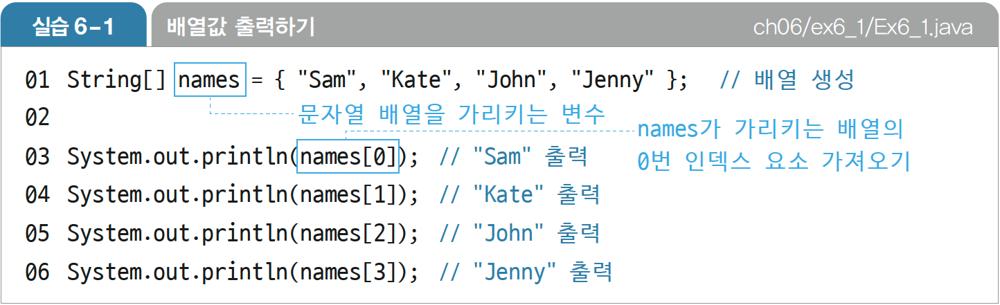 실습 6-1 배열값 출력하기 ch06/ex6_1/Ex6_1.java
01 String[] names = { "Sam", "Kate", "John", "Jenny" }; // 배열 생성
02
문자열 배열을 가리키는 변수
names가 가리키는 배열의
0번 인덱스 요소 가져오기
03 System.out.println(names[0]); // "Sam" 출력
04 System.out.println(names[1]); // "Kate" 출력
05 System.out.println(names[2]); // "John" 출력
06 System.out.println(names[3]); // "Jenny" 출력